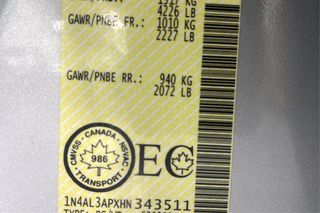 4226 LB
GAWR/PNBE FR.: 1010 KG
2227 LB
GAWR/PNBE RR.: 940 KG
2072 LB
CMVSS - CANADA - NSVAC
986
TRANSPORT
EC
1N4AL3APXHN343511